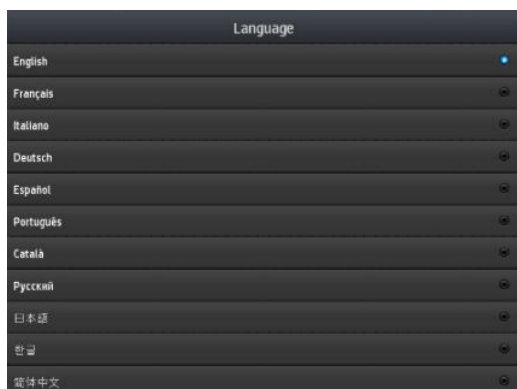 Language
English
Français
Italiano
Deutsch
Español
Português
Català
Русский
日本語
한글
简体中文